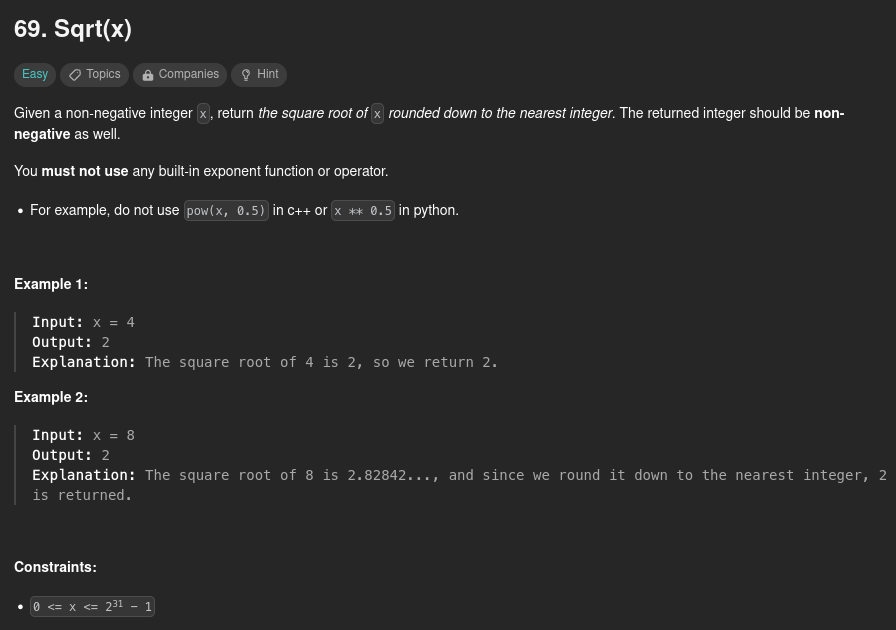 69. Sqrt(x)
Easy Topics Companies Hint
Given a non-negative integer x, return the square root of x rounded down to the nearest integer. The returned integer should be non-
negative as well.
You must not use any built-in exponent function or operator.
• For example, do not use pow(x, 0.5) in c++ or x ** 0.5 in python.
Example 1:
Input: x = 4
Output: 2
Explanation: The square root of 4 is 2, so we return 2.
Example 2:
Input: x = 8
Output: 2
Explanation: The square root of 8 is 2.82842..., and since we round it down to the nearest integer, 2
is returned.
Constraints:
• 0 <= x <= 2³¹ − 1